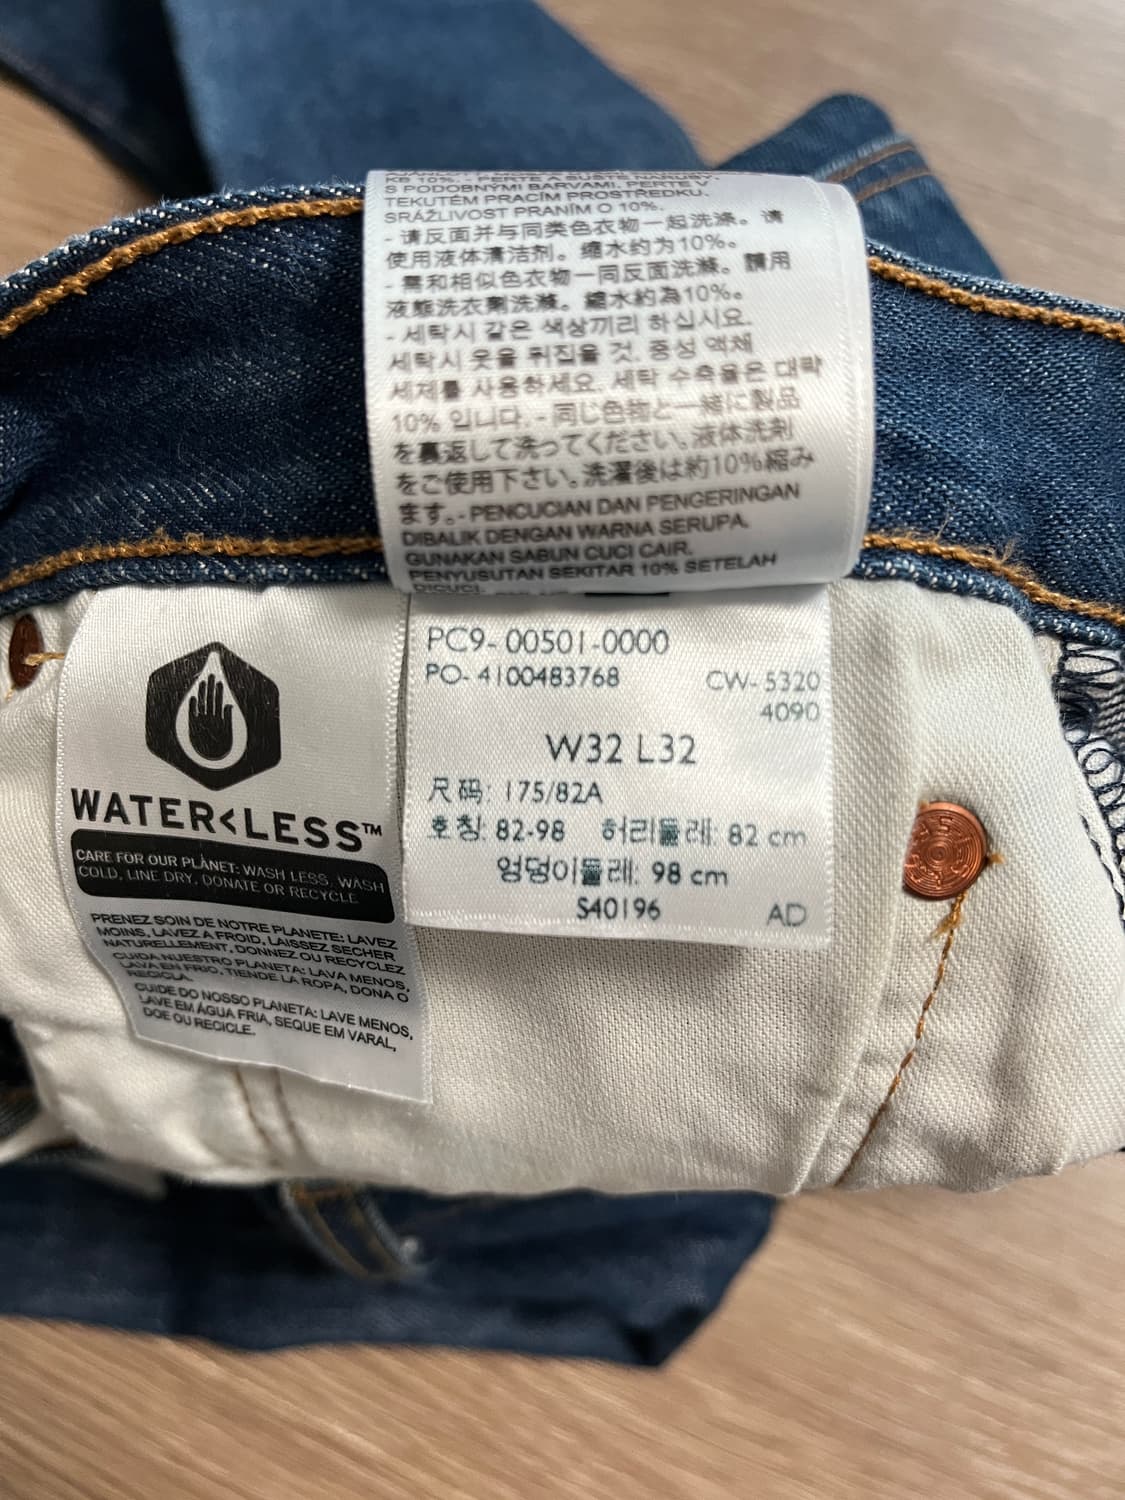 KB 10%. - PERTE A SUŠTE NARUBY
S PODOBNÝMI BARVAMI, PERTE V
TEKUTÉM PRACÍM PROSTŘEDKU.
SRÁŽLIVOST PRANÍM O 10%.
- 请反面并与同类色衣物一起洗涤。请
使用液体清洁剂。缩水约为10%。
- 需和相似色衣物一同反面洗滌。請用
液態洗衣劑洗滌。縮水約為10%。
- 세탁시 같은 색상끼리 하십시요.
세탁시 옷을 뒤집을 것. 중성 액체
세제를 사용하세요. 세탁 수축율은 대략
10% 입니다. - 同じ色物と一緒に製品
を裏返して洗ってください。液体洗剤
をご使用下さい。洗濯後は約10%縮み
ます。- PENCUCIAN DAN PENGERINGAN
DIBALIK DENGAN WARNA SERUPA.
GUNAKAN SABUN CUCI CAIR.
PENYUSUTAN SEKITAR 10% SETELAH
DICUCI.
WATER<LESS™
CARE FOR OUR PLANET: WASH LESS, WASH
COLD, LINE DRY, DONATE OR RECYCLE
PRENEZ SOIN DE NOTRE PLANETE: LAVEZ
MOINS, LAVEZ A FROID, LAISSEZ SECHER
NATURELLEMENT, DONNEZ OU RECYCLEZ
CUIDA NUESTRO PLANETA: LAVA MENOS,
LAVA EN FRIO, TIENDE LA ROPA, DONA O
RECICLA.
CUIDE DO NOSSO PLANETA: LAVE MENOS,
LAVE EM ÁGUA FRIA, SEQUE EM VARAL,
DOE OU RECICLE.
PC9-00501-0000
PO-4100483768 CW-5320
4090
W32 L32
尺码: 175/82A
호칭: 82-98 허리둘레: 82 cm
엉덩이둘레: 98 cm
S40196 AD